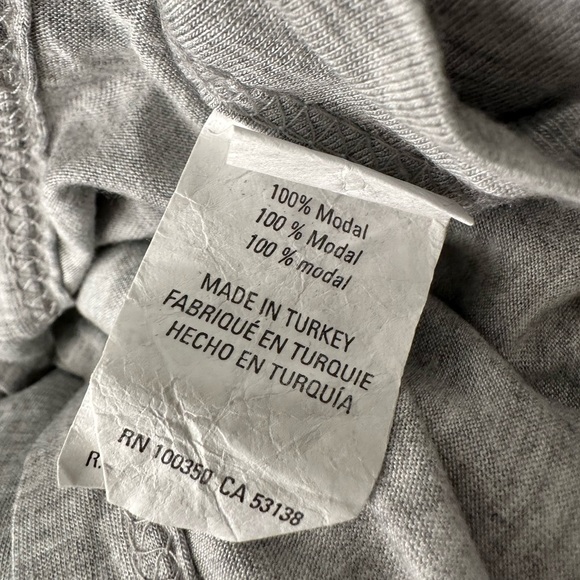 100% Modal
100 % Modal
100 % modal
MADE IN TURKEY
FABRIQUÉ EN TURQUIE
HECHO EN TURQUÍA
RN 100350 CA 53138
R